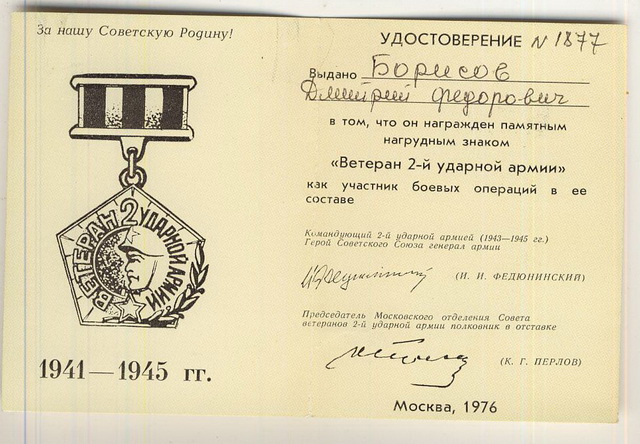 За нашу Советскую Родину!
ВЕТЕРАН 2 УДАРНОЙ АРМИИ
1941—1945 гг.
УДОСТОВЕРЕНИЕ N 1877
Выдано Борисов
Дмитрий Федорович
в том, что он награжден памятным
нагрудным знаком
«Ветеран 2-й ударной армии»
как участник боевых операций в ее
составе
Командующий 2-й ударной армией (1943—1945 гг.)
Герой Советского Союза генерал армии
(И. И. ФЕДЮНИНСКИЙ)
Председатель Московского отделения Совета
ветеранов 2-й ударной армии полковник в отставке
(К. Г. ПЕРЛОВ)
Москва, 1976